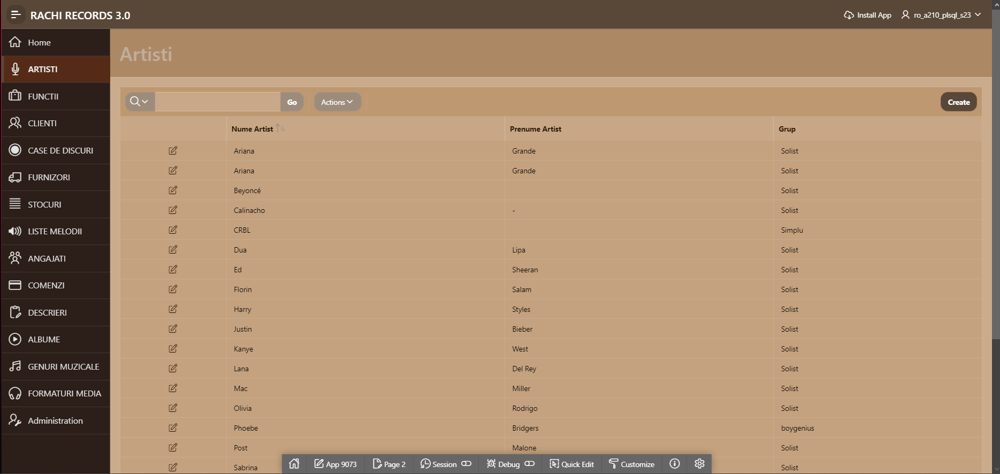 RACHI RECORDS 3.0
Install App
ro_a210_plsql_s23
Home
ARTISTI
FUNCTII
CLIENTI
CASE DE DISCURI
FURNIZORI
STOCURI
LISTE MELODII
ANGAJATI
COMENZI
DESCRIERI
ALBUME
GENURI MUZICALE
FORMATURI MEDIA
Administration
Artisti
Go Actions Create
Nume Artist Prenume Artist Grup
Ariana Grande Solist
Ariana Grande Solist
Beyoncé Solist
Calinacho - Solist
CRBL Simplu
Dua Lipa Solist
Ed Sheeran Solist
Florin Salam Solist
Harry Styles Solist
Justin Bieber Solist
Kanye West Solist
Lana Del Rey Solist
Mac Miller Solist
Olivia Rodrigo Solist
Phoebe Bridgers boygenius
Post Malone Solist
Sabrina Solist
App 9073 Page 2 Session Debug Quick Edit Customize